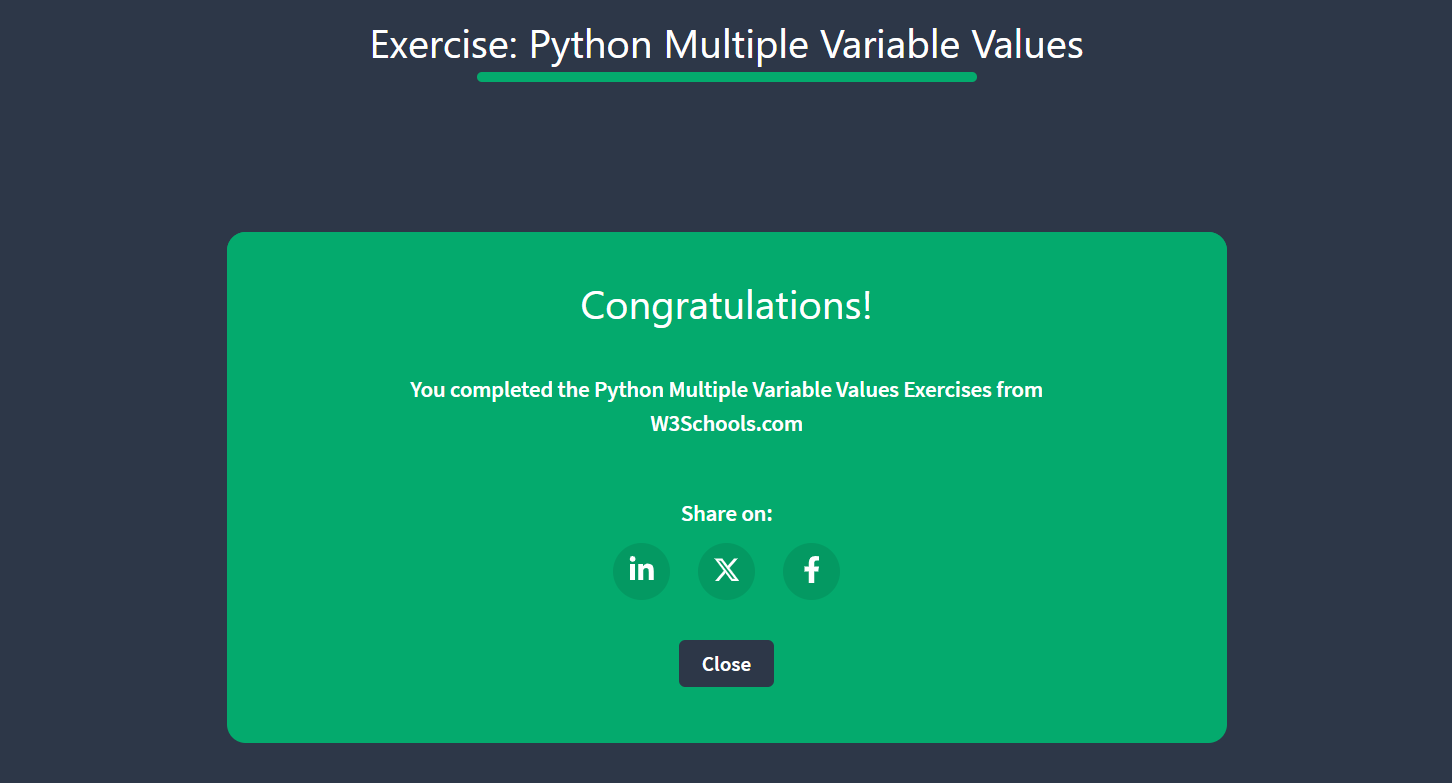 Exercise: Python Multiple Variable Values
Congratulations!
You completed the Python Multiple Variable Values Exercises from
W3Schools.com
Share on:
Close